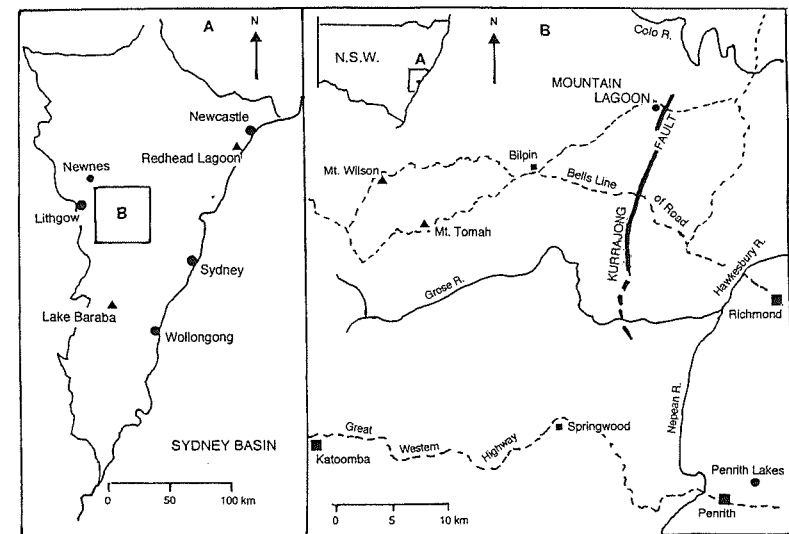 A
N
Newcastle
Redhead Lagoon
Newnes
Lithgow
B
Sydney
Lake Baraba
Wollongong
SYDNEY BASIN
0 50 100 km
N.S.W.
A
N
B
Colo R.
MOUNTAIN
LAGOON
FAULT
Bilpin
Mt. Wilson
Bells Line
of Road
Mt. Tomah
KURRAJONG
Grose R.
Hawkesbury R.
Richmond
Nepean R.
Great
Western
Highway
Springwood
Katoomba
Penrith Lakes
Penrith
0 5 10 km